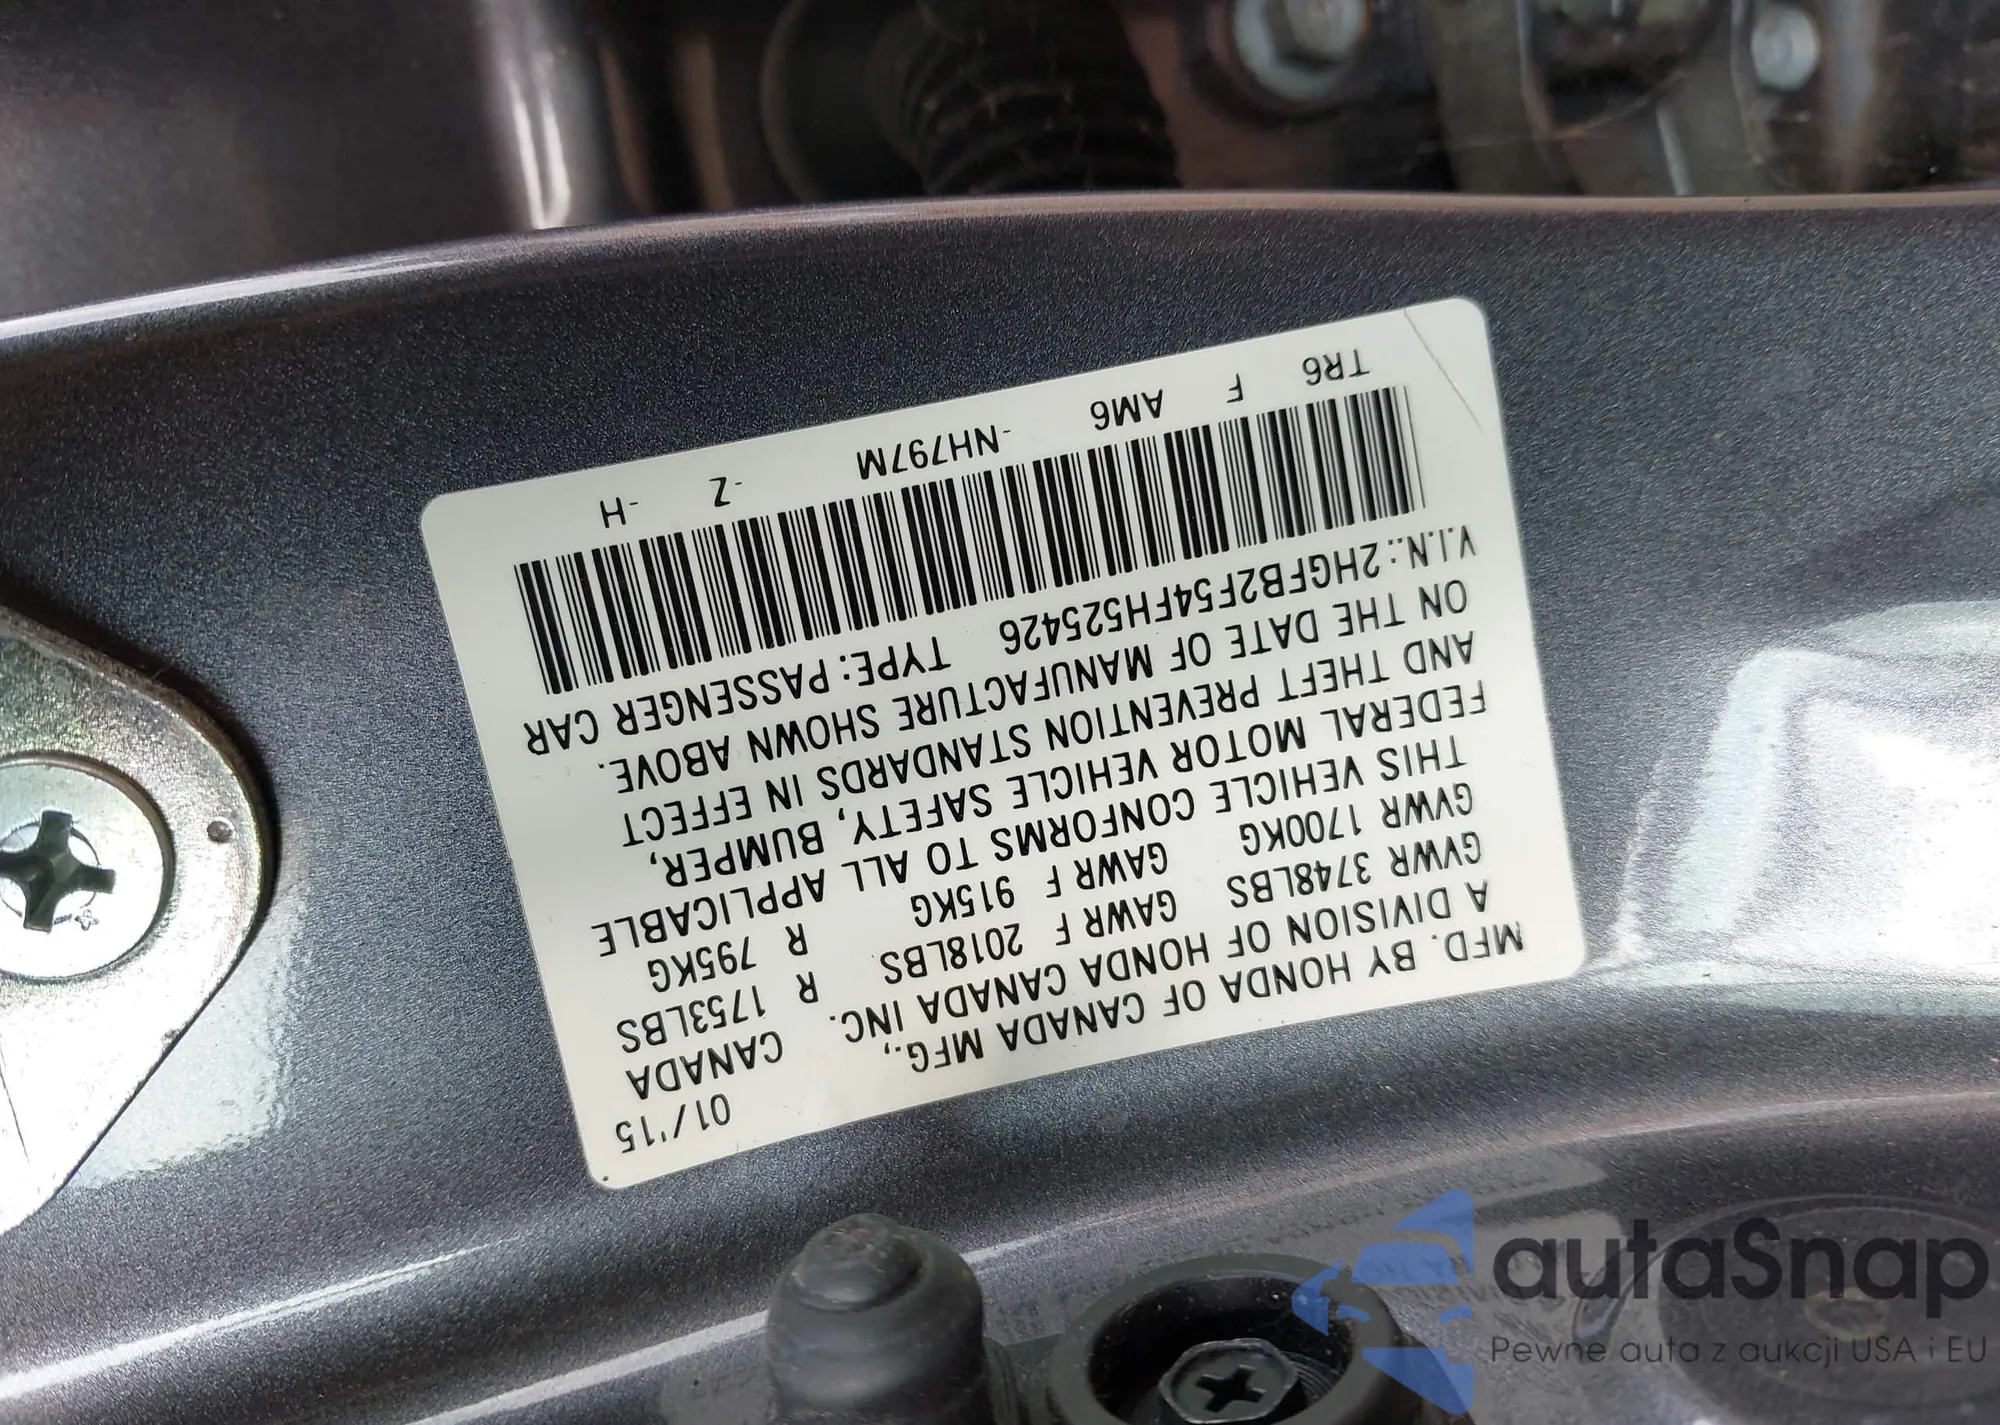 MFD. BY HONDA OF CANADA MFG., 01/'15
A DIVISION OF HONDA CANADA INC. CANADA
GVWR 3748LBS GAWR F 2018LBS R 1753LBS
GVWR 1700KG GAWR F 915KG R 795KG
THIS VEHICLE CONFORMS TO ALL APPLICABLE
FEDERAL MOTOR VEHICLE SAFETY, BUMPER,
AND THEFT PREVENTION STANDARDS IN EFFECT
ON THE DATE OF MANUFACTURE SHOWN ABOVE.
V.I.N.: 2HGFB2F54FH525426 TYPE: PASSENGER CAR
TR6 F AM6 -NH797M -Z -H
autaSnap
Pewne auta z aukcji USA i EU